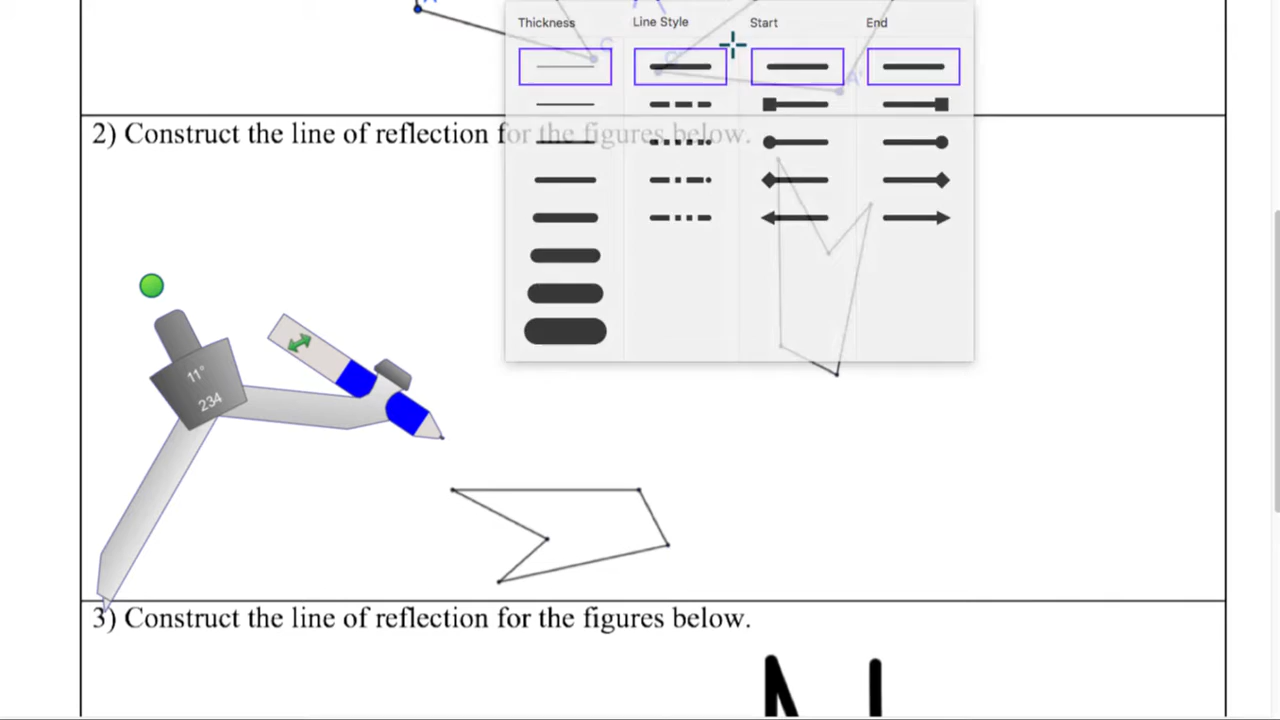 Thickness Line Style Start End
C
C
A'
2) Construct the line of reflection for the figures below.
11°
234
3) Construct the line of reflection for the figures below.